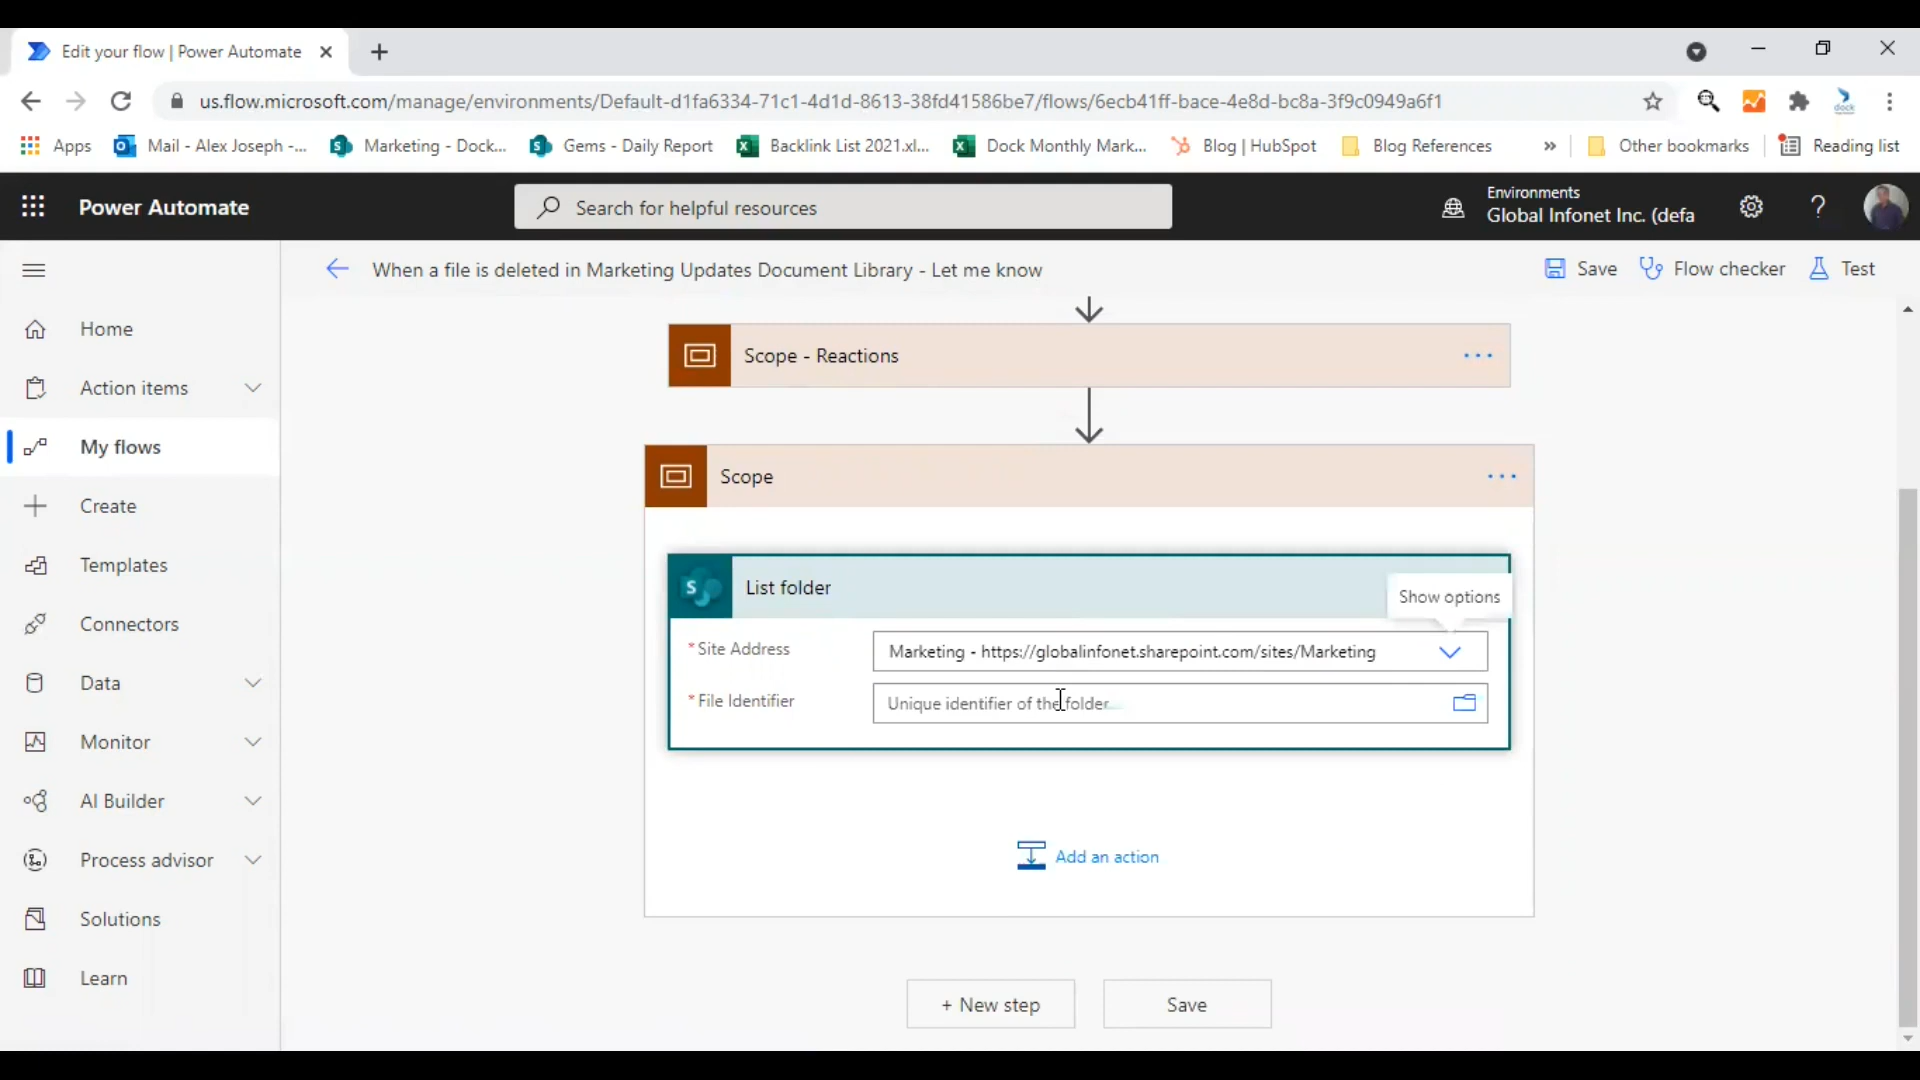 Edit your flow | Power Automate
us.flow.microsoft.com/manage/environments/Default-d1fa6334-71c1-4d1d-8613-38fd41586be7/flows/6ecb41ff-bace-4e8d-bc8a-3f9c0949a6f1
dock
Apps
Mail - Alex Joseph -...
Marketing - Dock...
Gems - Daily Report
Backlink List 2021.xl...
Dock Monthly Mark...
Blog | HubSpot
Blog References
»
Other bookmarks
Reading list
Power Automate
Search for helpful resources
Environments
Global Infonet Inc. (defa
?
When a file is deleted in Marketing Updates Document Library - Let me know
Save
Flow checker
Test
Home
Action items
My flows
Create
Templates
Connectors
Data
Monitor
AI Builder
Process advisor
Solutions
Learn
Scope - Reactions
Scope
List folder
Show options
* Site Address
Marketing - https://globalinfonet.sharepoint.com/sites/Marketing
* File Identifier
Unique identifier of the folder
Add an action
+ New step
Save